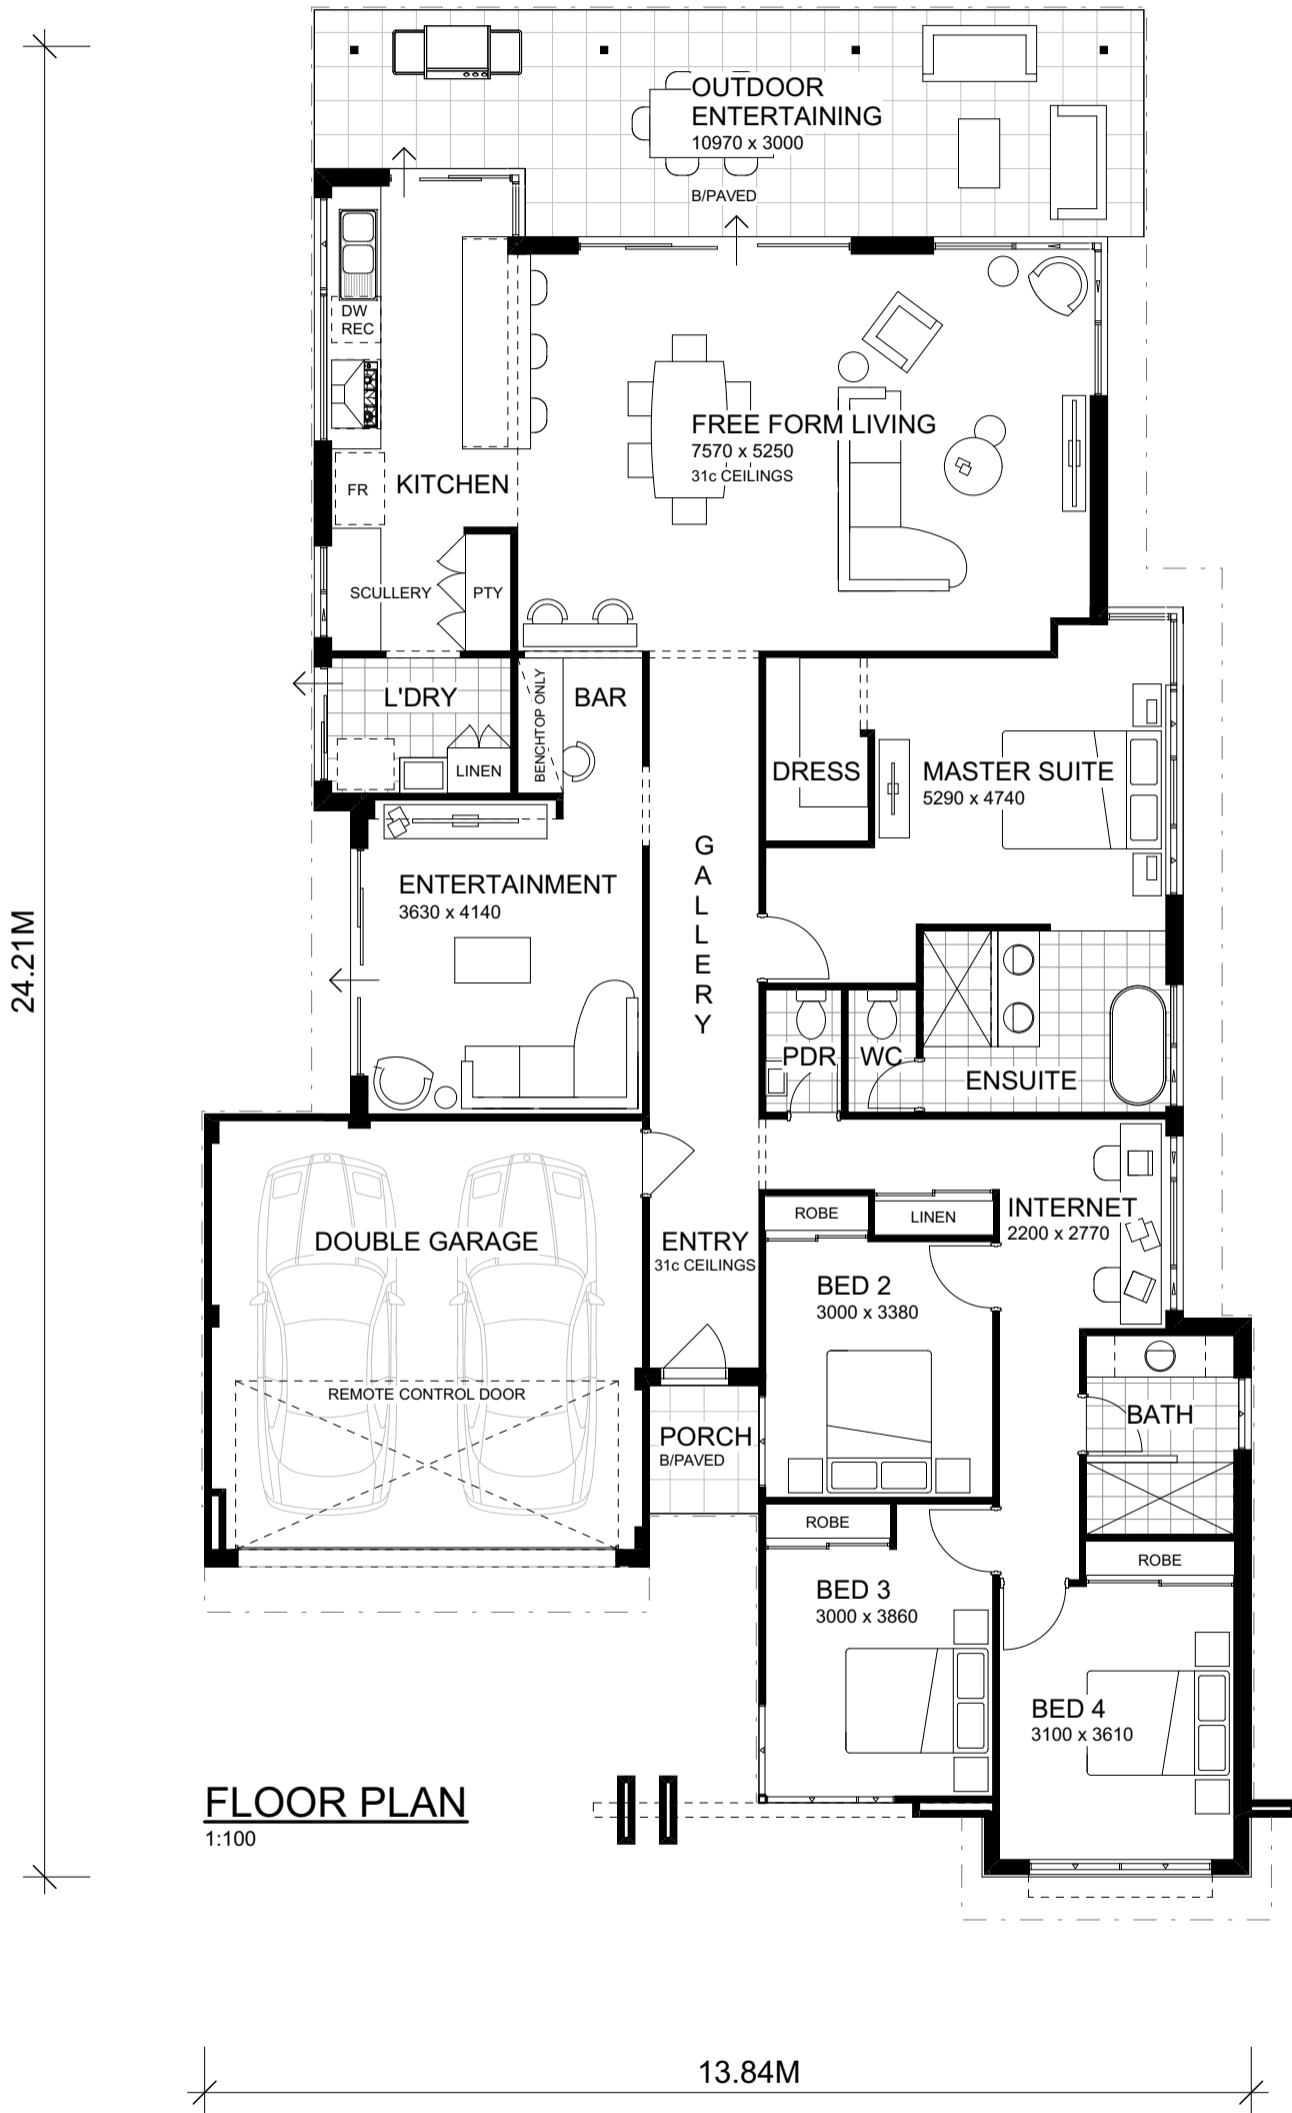 OUTDOOR
ENTERTAINING
10970 x 3000
B/PAVED
DW
REC
FREE FORM LIVING
7570 x 5250
31c CEILINGS
FR
KITCHEN
SCULLERY
PTY
L'DRY
BENCHTOP ONLY
BAR
LINEN
DRESS
MASTER SUITE
5290 x 4740
GALLERY
ENTERTAINMENT
3630 x 4140
24.21M
PDR
WC
ENSUITE
ROBE
LINEN
INTERNET
2200 x 2770
DOUBLE GARAGE
ENTRY
31c CEILINGS
BED 2
3000 x 3380
REMOTE CONTROL DOOR
PORCH
B/PAVED
BATH
ROBE
ROBE
BED 3
3000 x 3860
BED 4
3100 x 3610
FLOOR PLAN
1:100
13.84M